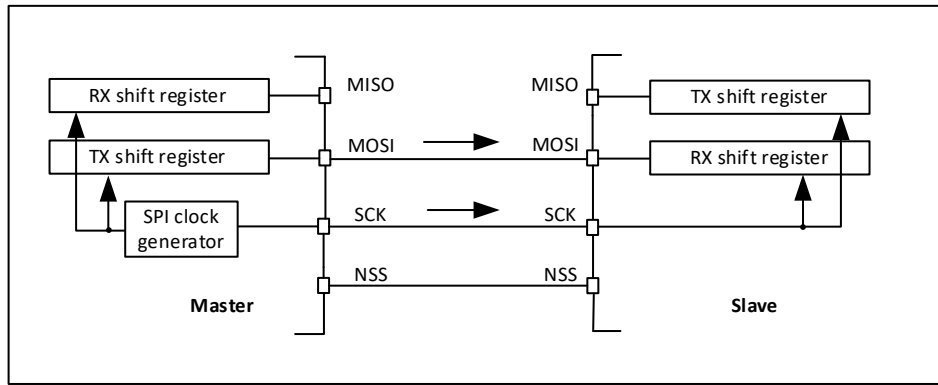 MISO
MISO
RX shift register
TX shift register
MOSI
MOSI
TX shift register
RX shift register
SPI clock
generator
SCK
SCK
NSS
NSS
Master
Slave